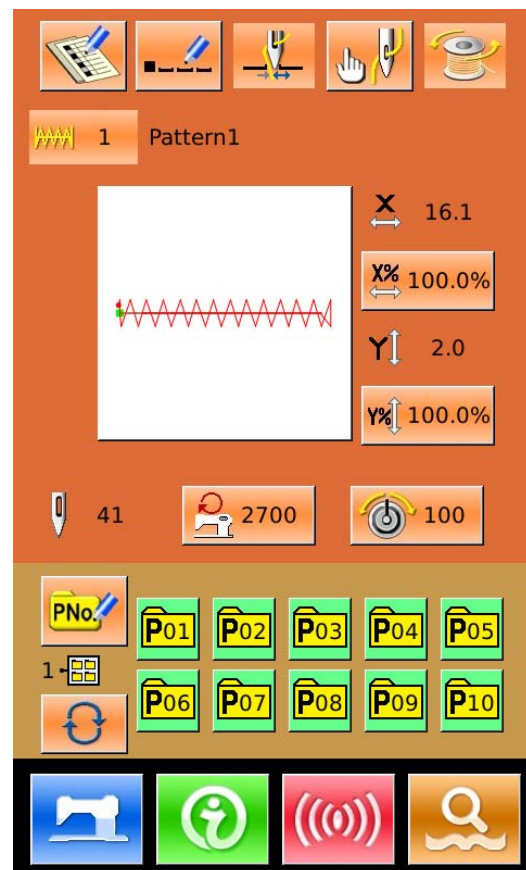 1 Pattern1
X 16.1
X% 100.0%
Y 2.0
Y% 100.0%
41 2700 100
PNo.
P01 P02 P03 P04 P05
1
P06 P07 P08 P09 P10